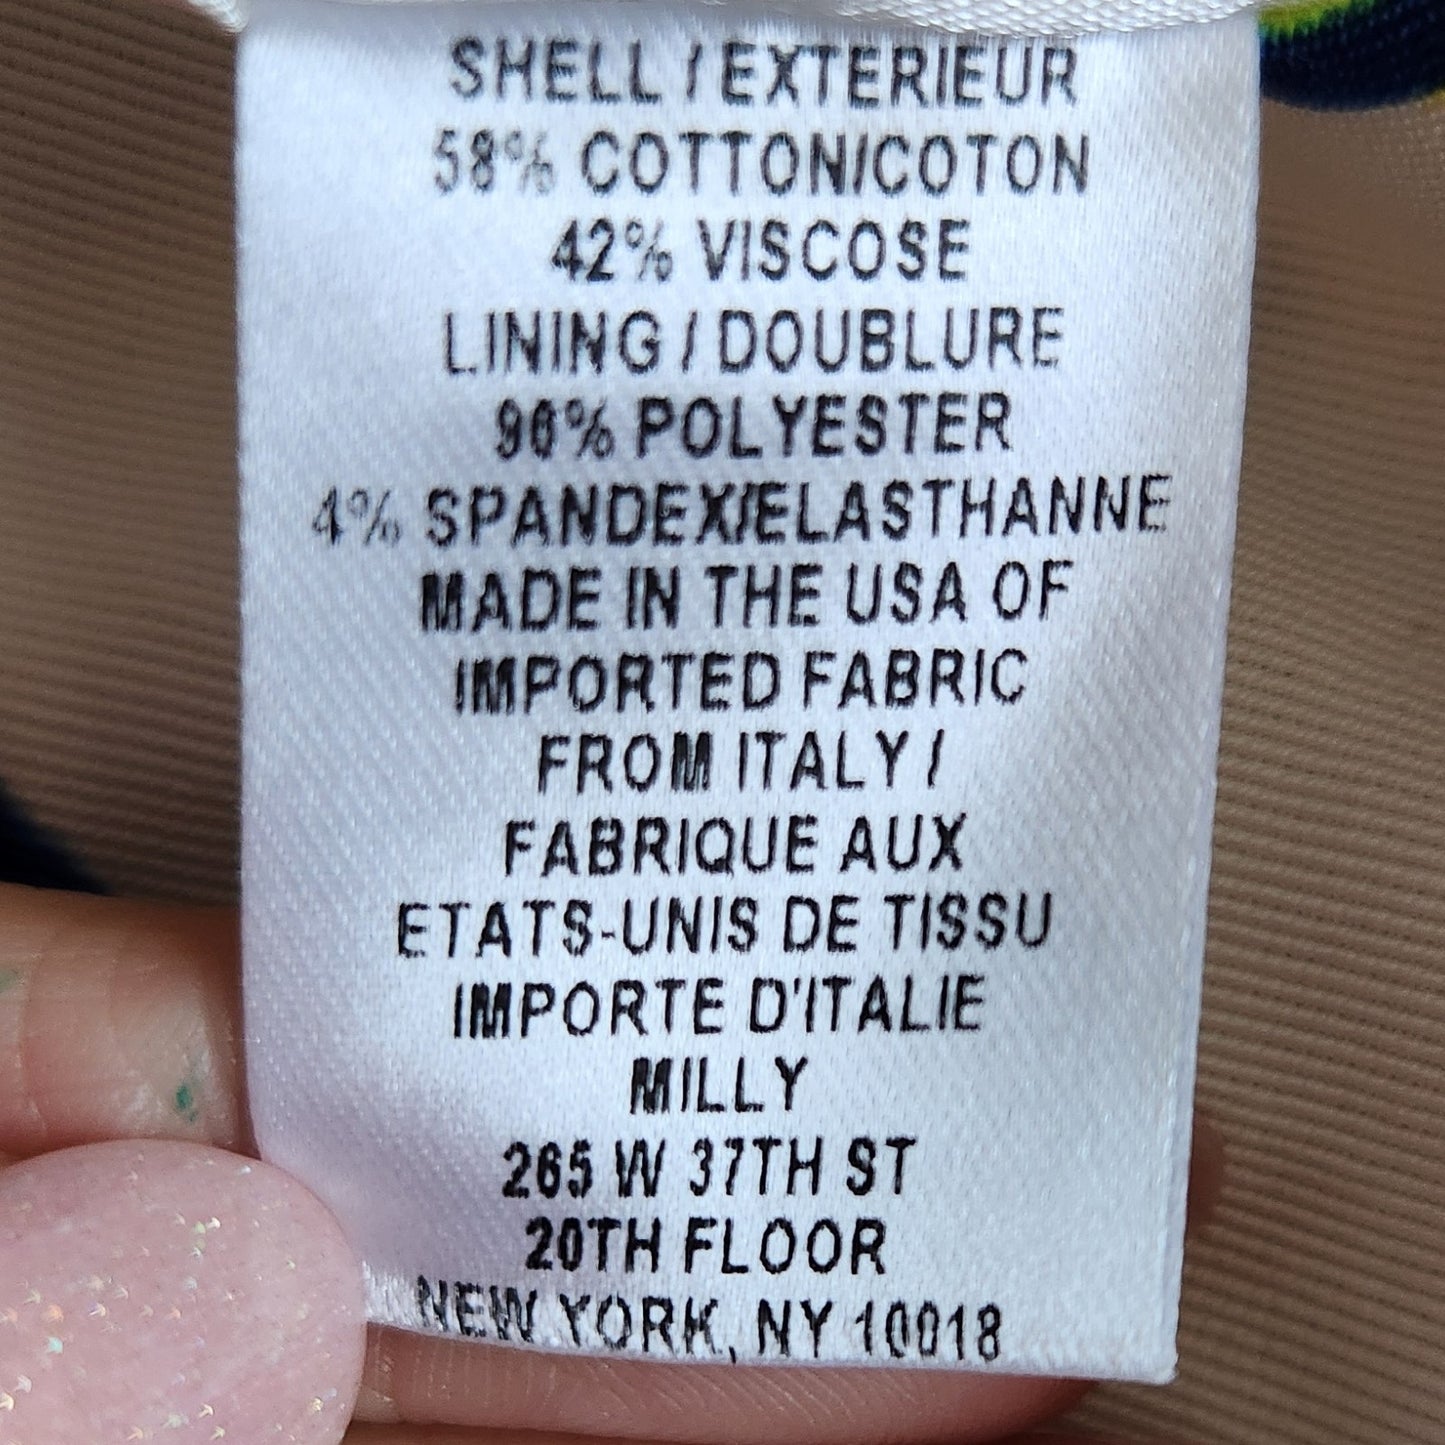 SHELL / EXTERIEUR
58% COTTON/COTON
42% VISCOSE
LINING / DOUBLURE
96% POLYESTER
4% SPANDEX/ELASTHANNE
MADE IN THE USA OF
IMPORTED FABRIC
FROM ITALY /
FABRIQUE AUX
ETATS-UNIS DE TISSU
IMPORTE D'ITALIE
MILLY
265 W 37TH ST
20TH FLOOR
NEW YORK, NY 10018